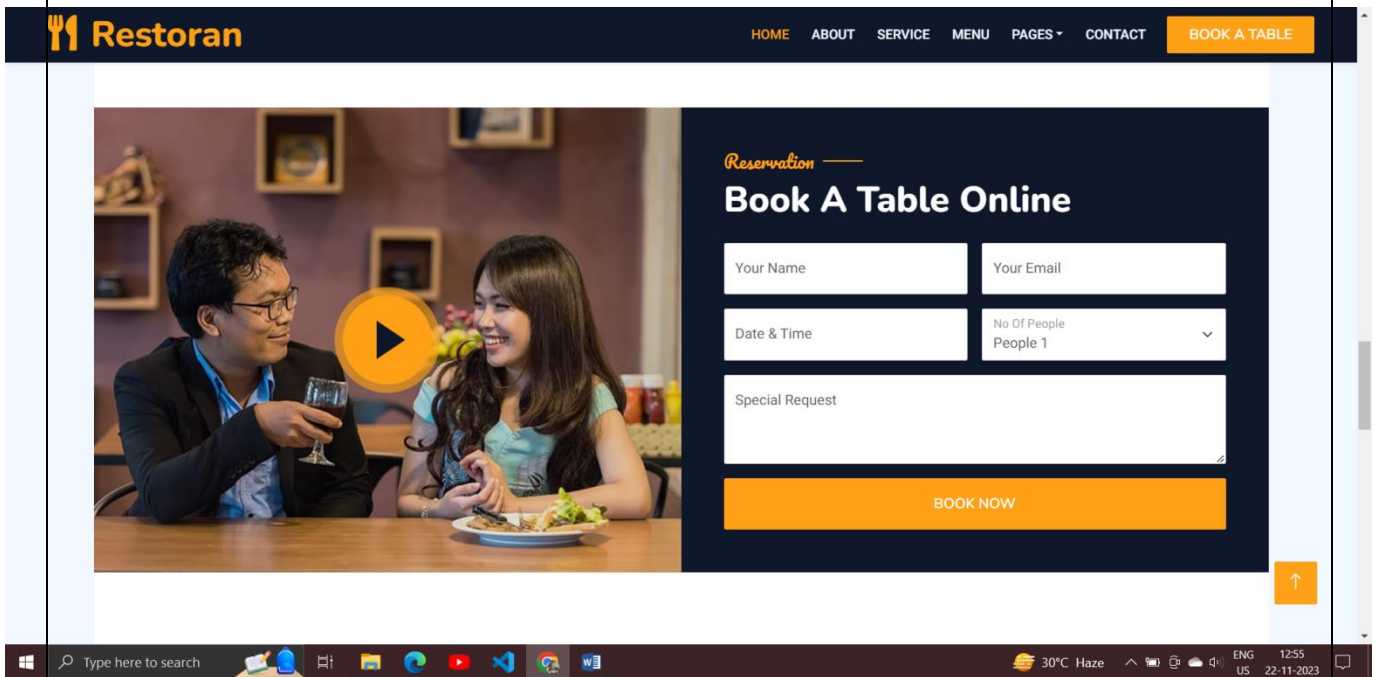 Restoran
HOME ABOUT SERVICE MENU PAGES CONTACT BOOK A TABLE
Reservation
Book A Table Online
Your Name
Your Email
Date & Time
No Of People
People 1
Special Request
BOOK NOW
Type here to search
30°C Haze
ENG
US
12:55
22-11-2023